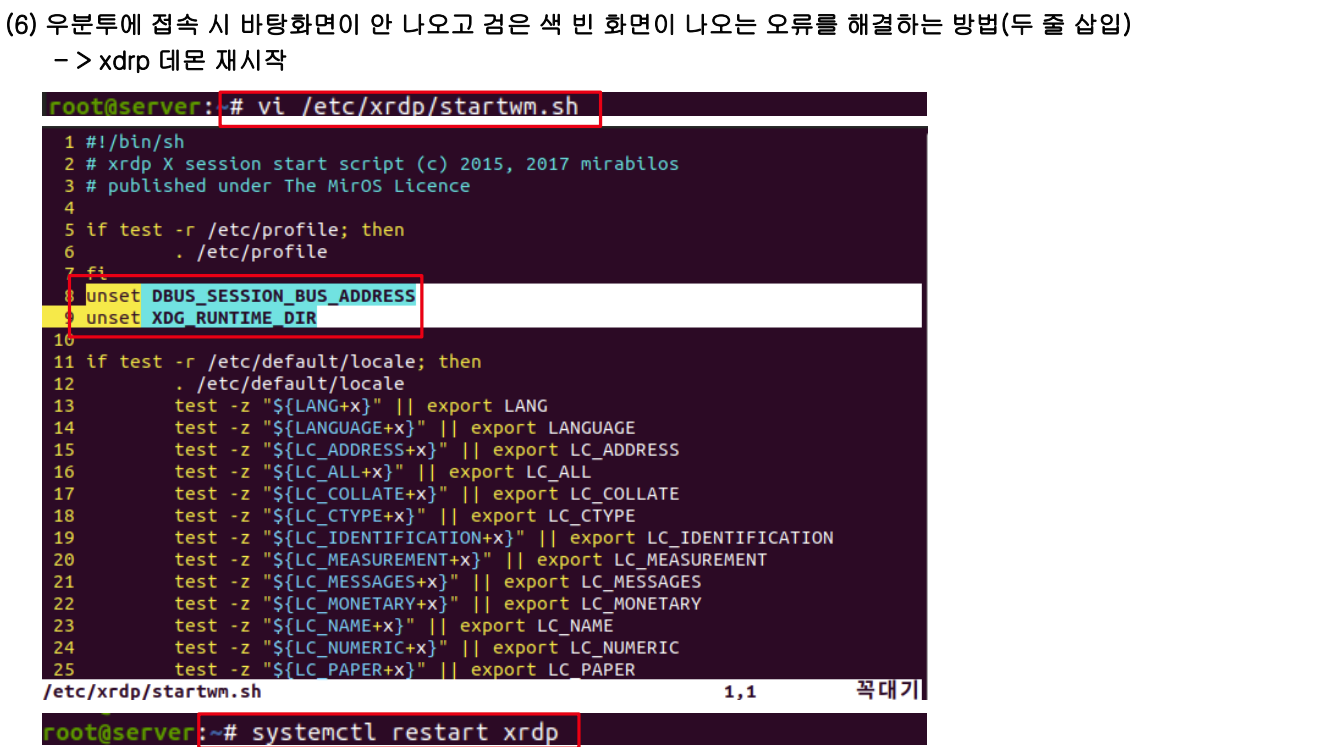 (6) 우분투에 접속 시 바탕화면이 안 나오고 검은 색 빈 화면이 나오는 오류를 해결하는 방법(두 줄 삽입)
– > xdrp 데몬 재시작
root@server:~# vi /etc/xrdp/startwm.sh
1 #!/bin/sh
2 # xrdp X session start script (c) 2015, 2017 mirabilos
3 # published under The MirOS Licence
4
5 if test -r /etc/profile; then
6         . /etc/profile
7 fi
8 unset DBUS_SESSION_BUS_ADDRESS
9 unset XDG_RUNTIME_DIR
10
11 if test -r /etc/default/locale; then
12         . /etc/default/locale
13         test -z "${LANG+x}" || export LANG
14         test -z "${LANGUAGE+x}" || export LANGUAGE
15         test -z "${LC_ADDRESS+x}" || export LC_ADDRESS
16         test -z "${LC_ALL+x}" || export LC_ALL
17         test -z "${LC_COLLATE+x}" || export LC_COLLATE
18         test -z "${LC_CTYPE+x}" || export LC_CTYPE
19         test -z "${LC_IDENTIFICATION+x}" || export LC_IDENTIFICATION
20         test -z "${LC_MEASUREMENT+x}" || export LC_MEASUREMENT
21         test -z "${LC_MESSAGES+x}" || export LC_MESSAGES
22         test -z "${LC_MONETARY+x}" || export LC_MONETARY
23         test -z "${LC_NAME+x}" || export LC_NAME
24         test -z "${LC_NUMERIC+x}" || export LC_NUMERIC
25         test -z "${LC_PAPER+x}" || export LC_PAPER
/etc/xrdp/startwm.sh 1,1 꼭대기
root@server:~# systemctl restart xrdp